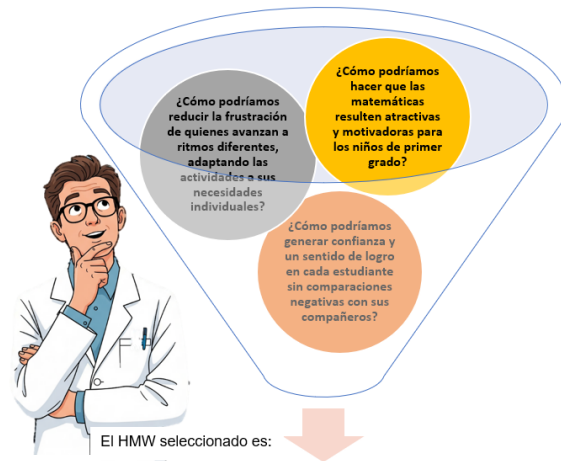 ¿Cómo podríamos
reducir la frustración
de quienes avanzan a
ritmos diferentes,
adaptando las
actividades a sus
necesidades
individuales?
¿Cómo podríamos
hacer que las
matemáticas
resulten atractivas
y motivadoras para
los niños de primer
grado?
¿Cómo podríamos
generar confianza y
un sentido de logro
en cada estudiante
sin comparaciones
negativas con sus
compañeros?
El HMW seleccionado es: